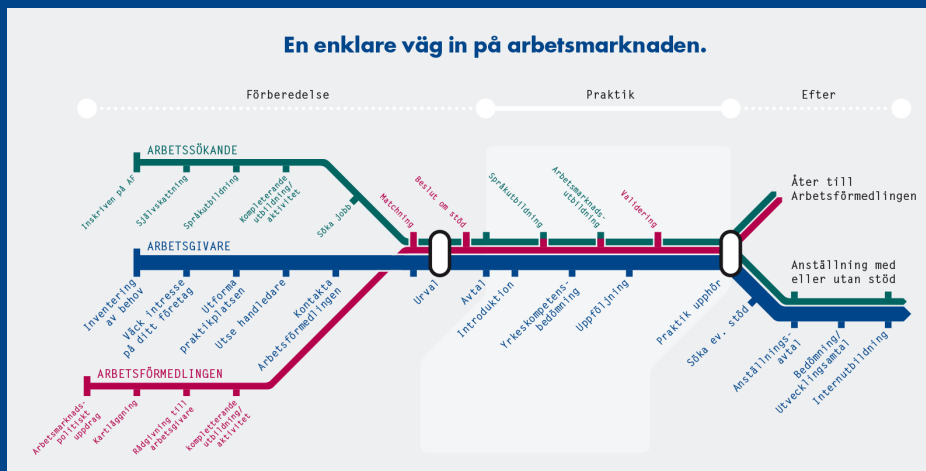 En enklare väg in på arbetsmarknaden.
Förberedelse
Praktik
Efter
ARBETSSÖKANDE
Inskriven på AF
Självskattning
Språkutbildning
Kompleterande
utbildning/
aktivitet
Söka Jobb
Matchning
Beslut om stöd
Språkutbildning
Arbetsmarknads-
utbildning
Validering
Åter till
Arbetsförmedlingen
ARBETSGIVARE
Inventering
av behov
Väck intresse
på ditt företag
Utforma
praktikplatsen
Utse handledare
Kontakta
Arbetsförmedlingen
Urval
Avtal
Introduktion
Yrkeskompetens-
bedömning
Uppföljning
Praktik upphör
Söka ev. stöd
Anställning med
eller utan stöd
Anställnings-
avtal
Bedömning/
Utvecklingsamtal
Internutbildning
ARBETSFÖRMEDLINGEN
Arbetsmarknads-
politiskt
uppdrag
Kartläggning
Rådgivning till
arbetsgivare
kompletterande
utbildning/
aktivitet